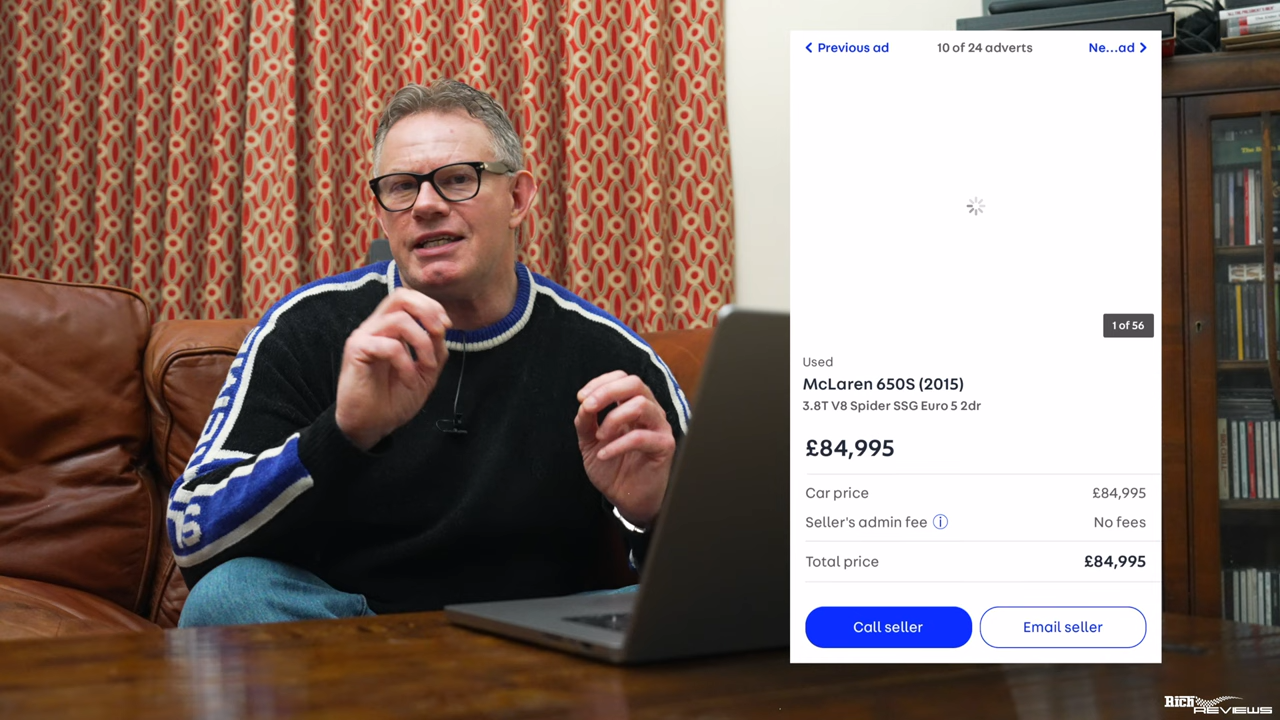 Previous ad
10 of 24 adverts
Ne...ad
1 of 56
Used
McLaren 650S (2015)
3.8T V8 Spider SSG Euro 5 2dr
£84,995
Car price
£84,995
Seller's admin fee
No fees
Total price
£84,995
Call seller
Email seller
Rich
REVIEWS